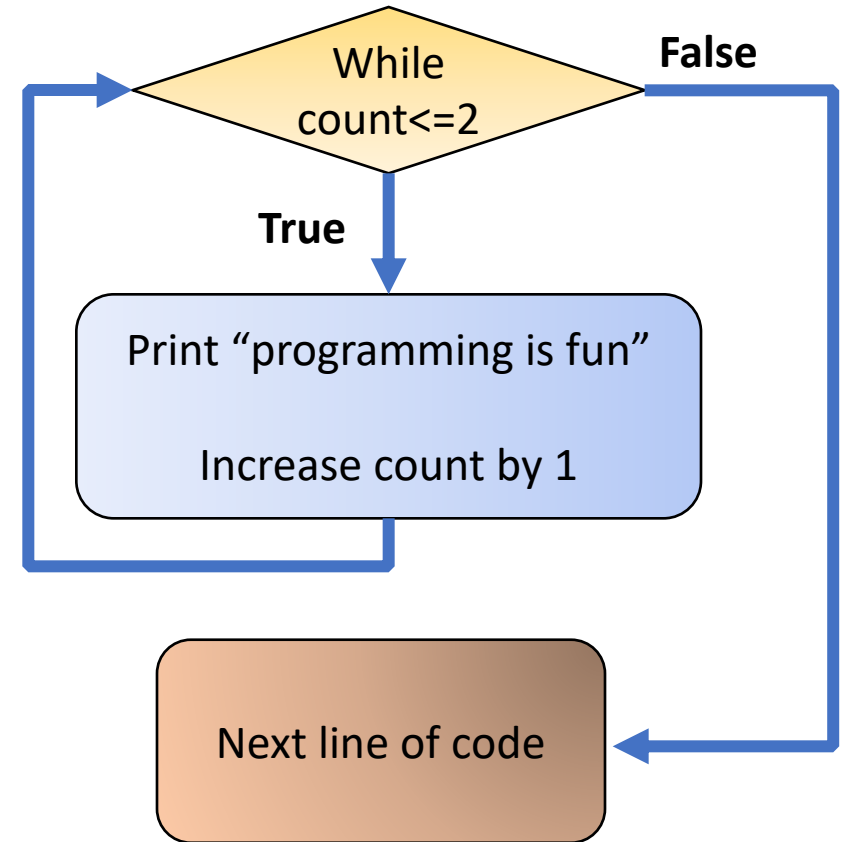 While
count<=2
False
True
Print “programming is fun”
Increase count by 1
Next line of code